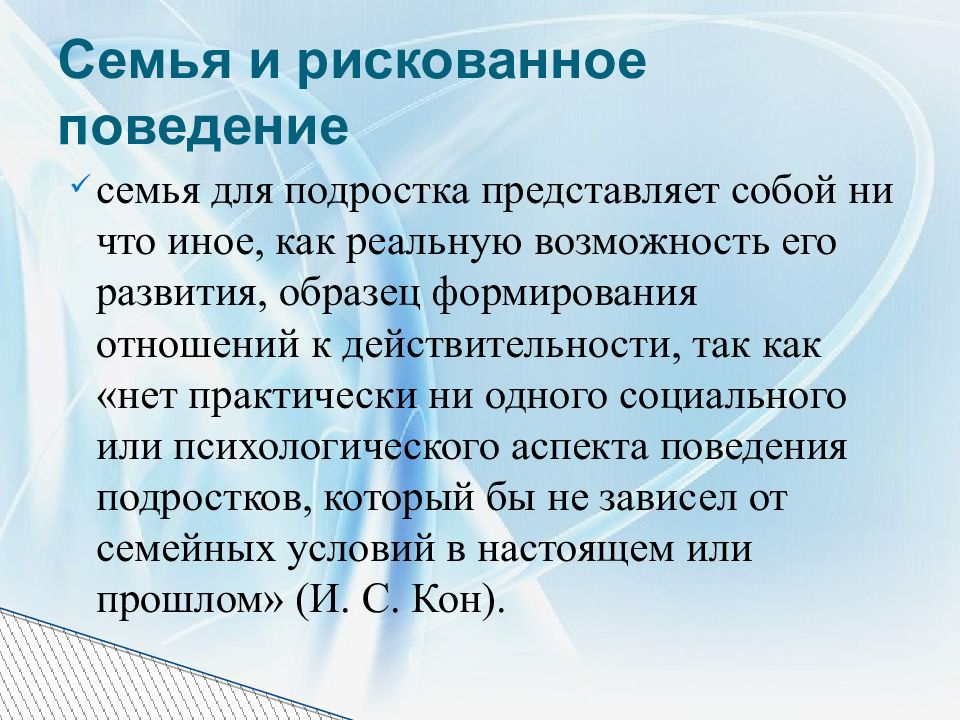 Семья и рискованное
поведение
семья для подростка представляет собой ни
что иное, как реальную возможность его
развития, образец формирования
отношений к действительности, так как
«нет практически ни одного социального
или психологического аспекта поведения
подростков, который бы не зависел от
семейных условий в настоящем или
прошлом» (И. С. Кон).